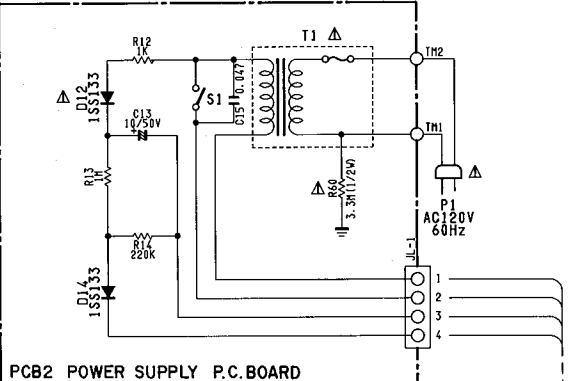 T1
R12
1K
TM2
D12
1SS133
S1
C15 0.047
C13
+
10/50V
TM1
R13
1M
R60
3.3M(1/2W)
P1
AC120V
60Hz
R14
220K
JL-1
D14
1SS133
1
2
3
4
PCB2 POWER SUPPLY P.C.BOARD